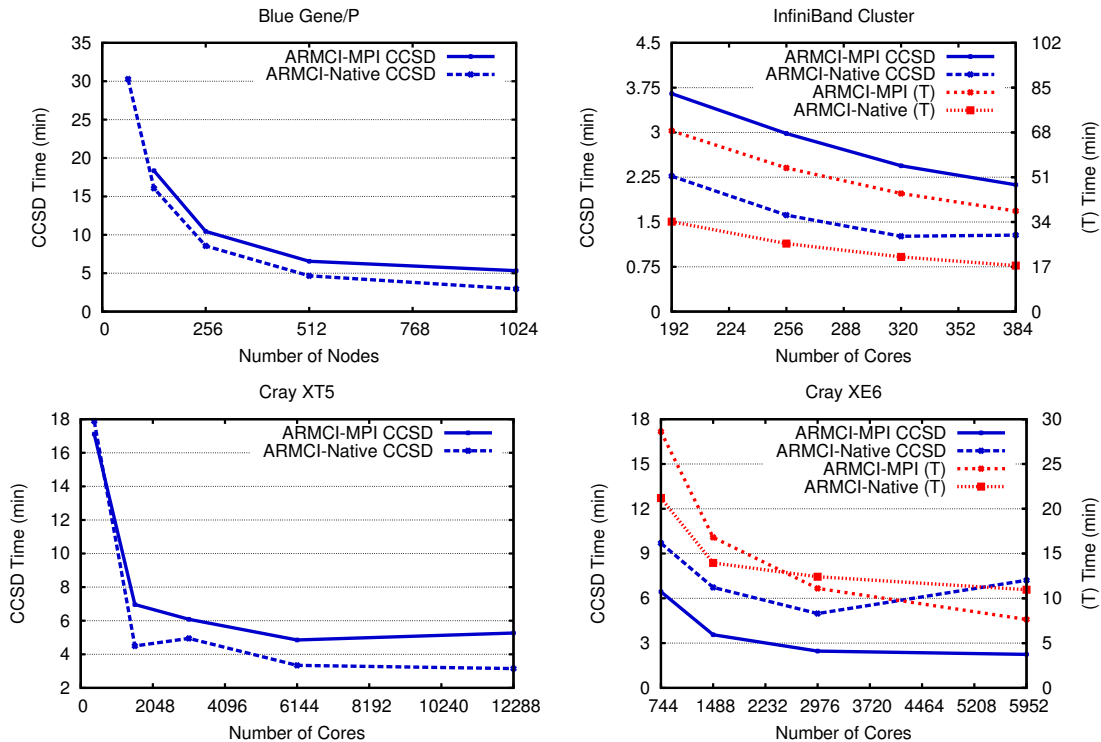 Blue Gene/P
CCSD Time (min)
35
30
25
20
15
10
5
0
ARMCI-MPI CCSD
ARMCI-Native CCSD
0 256 512 768 1024
Number of Nodes
InfiniBand Cluster
CCSD Time (min)
4.5
3.75
3
2.25
1.5
0.75
0
ARMCI-MPI CCSD
ARMCI-Native CCSD
ARMCI-MPI (T)
ARMCI-Native (T)
102
85
68
51
34
17
0
(T) Time (min)
192 224 256 288 320 352 384
Number of Cores
Cray XT5
CCSD Time (min)
18
16
14
12
10
8
6
4
2
ARMCI-MPI CCSD
ARMCI-Native CCSD
0 2048 4096 6144 8192 10240 12288
Number of Cores
Cray XE6
CCSD Time (min)
18
15
12
9
6
3
0
ARMCI-MPI CCSD
ARMCI-Native CCSD
ARMCI-MPI (T)
ARMCI-Native (T)
30
25
20
15
10
5
0
(T) Time (min)
744 1488 2232 2976 3720 4464 5208 5952
Number of Cores